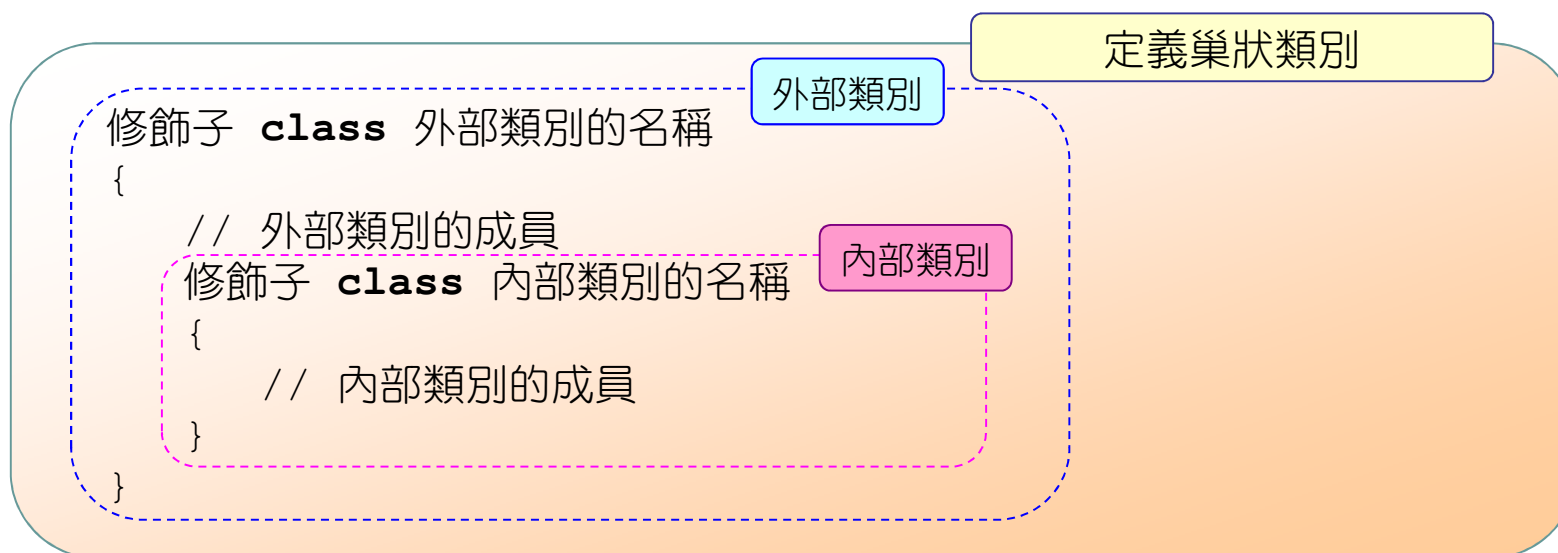 定義巢狀類別
外部類別
修飾子 class 外部類別的名稱
{
// 外部類別的成員
內部類別
修飾子 class 內部類別的名稱
{
// 內部類別的成員
}
}